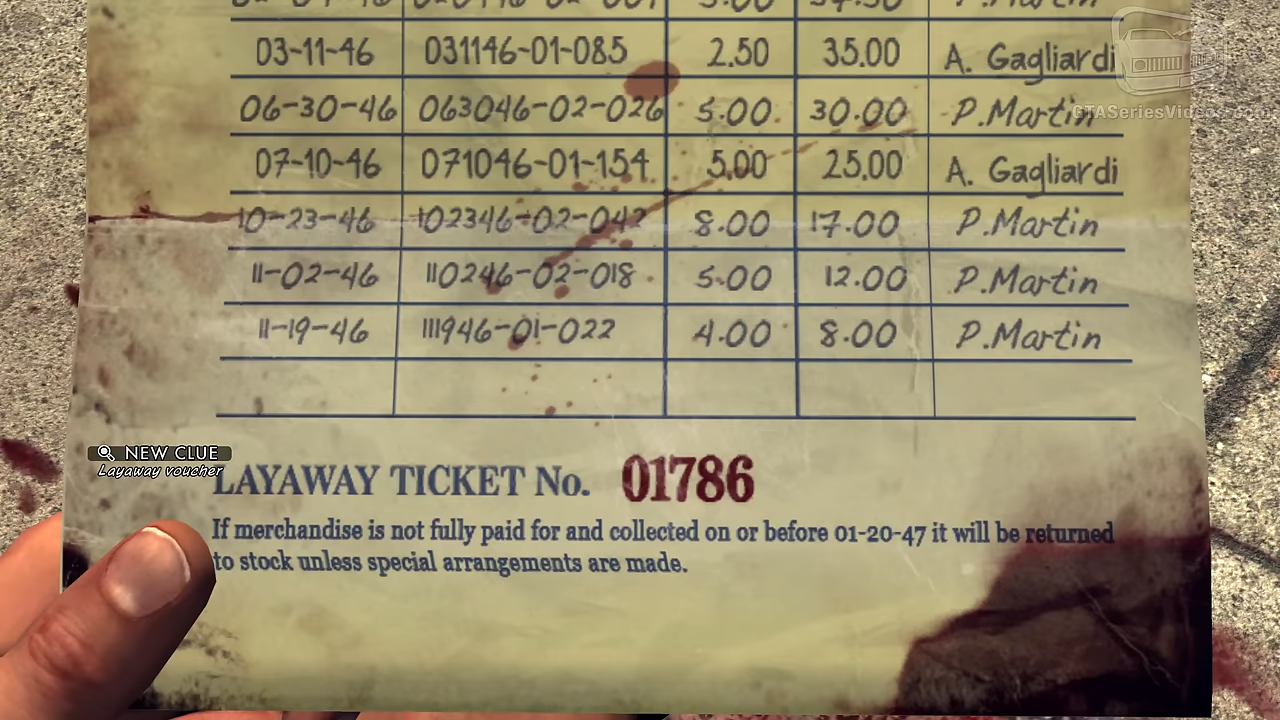 03-11-46 031146-01-085 2.50 35.00 A. Gagliardi
06-30-46 063046-02-026 5.00 30.00 P.Martin
07-10-46 071046-01-154 5.00 25.00 A. Gagliardi
10-23-46 102346-02-042 8.00 17.00 P.Martin
11-02-46 110246-02-018 5.00 12.00 P.Martin
11-19-46 111946-01-022 4.00 8.00 P.Martin
GTASeriesVideos.com
NEW CLUE
Layaway voucher
LAYAWAY TICKET No. 01786
If merchandise is not fully paid for and collected on or before 01-20-47 it will be returned
to stock unless special arrangements are made.